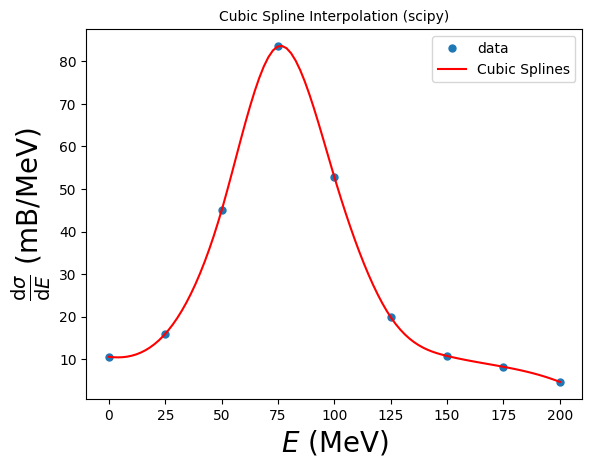 Cubic Spline Interpolation (scipy)
data
Cubic Splines
dσ/dE (mB/MeV)
80
70
60
50
40
30
20
10
0 25 50 75 100 125 150 175 200
E (MeV)